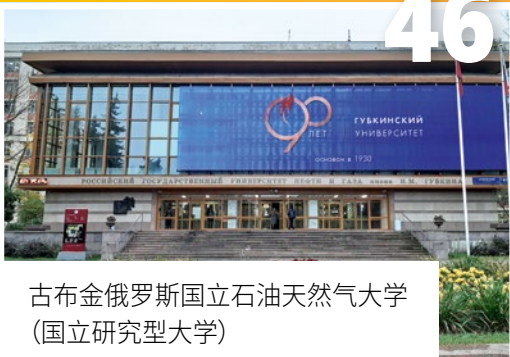 46
90
ЛЕТ
ГУБКИНСКИЙ
УНИВЕРСИТЕТ
ОСНОВАН В 1930
РОССИЙСКИЙ ГОСУДАРСТВЕННЫЙ УНИВЕРСИТЕТ НЕФТИ И ГАЗА имени И.М. ГУБКИНА
古布金俄罗斯国立石油天然气大学
（国立研究型大学）